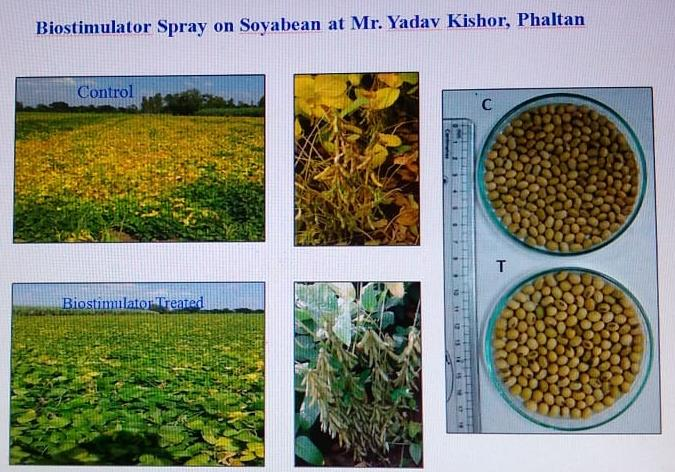 Biostimulator Spray on Soyabean at Mr. Yadav Kishor, Phaltan
Control
C
Biostimulator Treated
T